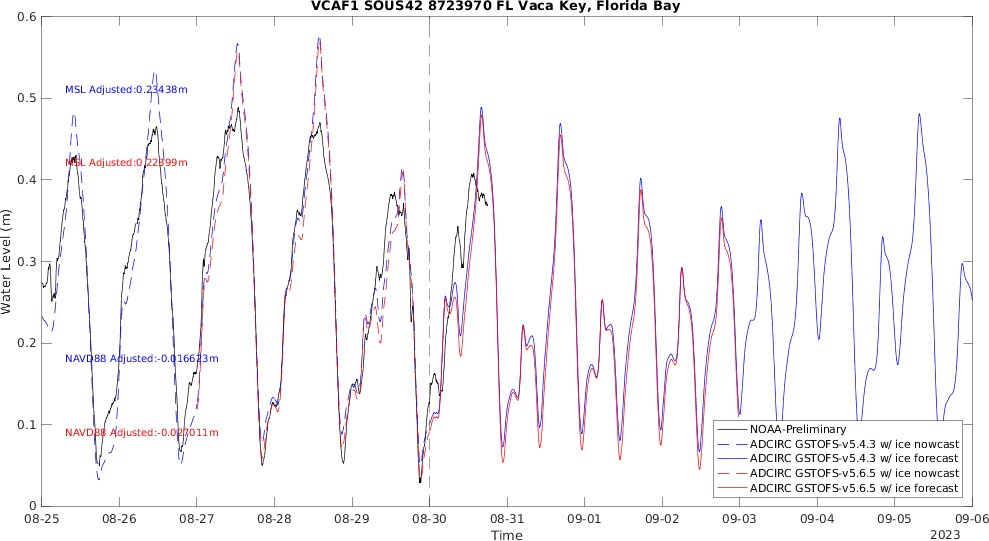 VCAF1 SOUS42 8723970 FL Vaca Key, Florida Bay
0.6
0.5
0.4
0.3
0.2
0.1
0
Water Level (m)
MSL Adjusted:0.23438m
MSL Adjusted:0.22399m
NAVD88 Adjusted:-0.016623m
NAVD88 Adjusted:-0.027011m
NOAA-Preliminary
ADCIRC GSTOFS-v5.4.3 w/ ice nowcast
ADCIRC GSTOFS-v5.4.3 w/ ice forecast
ADCIRC GSTOFS-v5.6.5 w/ ice nowcast
ADCIRC GSTOFS-v5.6.5 w/ ice forecast
08-25 08-26 08-27 08-28 08-29 08-30 08-31 09-01 09-02 09-03 09-04 09-05 09-06
Time
2023